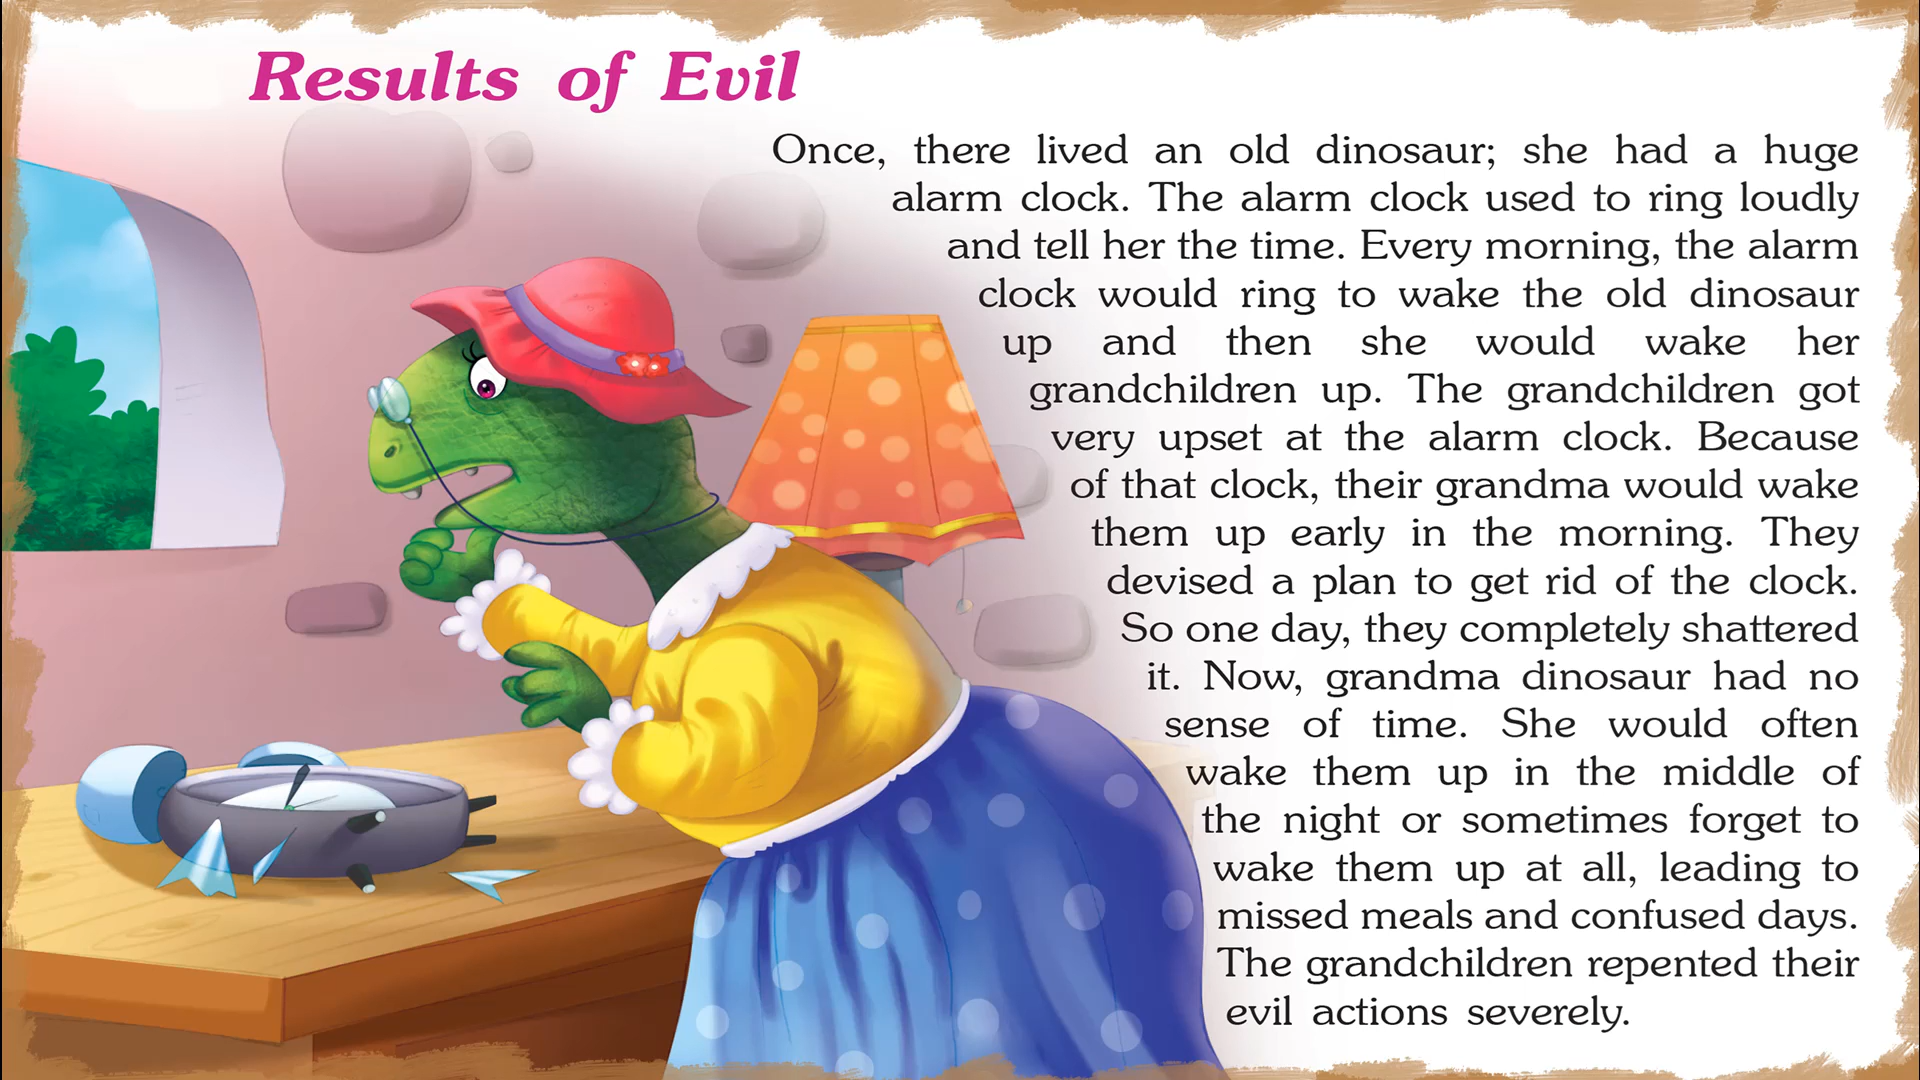 Results of Evil
Once, there lived an old dinosaur; she had a huge
alarm clock. The alarm clock used to ring loudly
and tell her the time. Every morning, the alarm
clock would ring to wake the old dinosaur
up and then she would wake her
grandchildren up. The grandchildren got
very upset at the alarm clock. Because
of that clock, their grandma would wake
them up early in the morning. They
devised a plan to get rid of the clock.
So one day, they completely shattered
it. Now, grandma dinosaur had no
sense of time. She would often
wake them up in the middle of
the night or sometimes forget to
wake them up at all, leading to
missed meals and confused days.
The grandchildren repented their
evil actions severely.